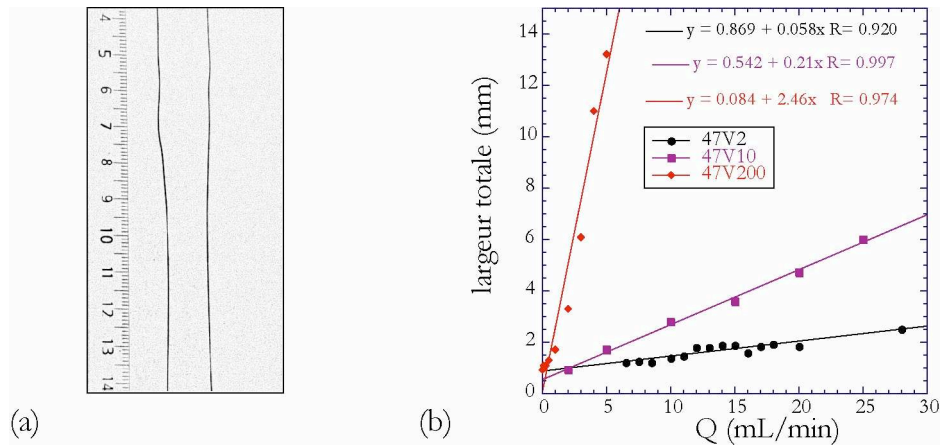 4
5
6
7
8
9
10
11
12
13
14
(a)
(b)
largeur totale (mm)
14
12
10
8
6
4
2
0
y = 0.869 + 0.058x R= 0.920
y = 0.542 + 0.21x R= 0.997
y = 0.084 + 2.46x R= 0.974
47V2
47V10
47V200
0 5 10 15 20 25 30
Q (mL/min)